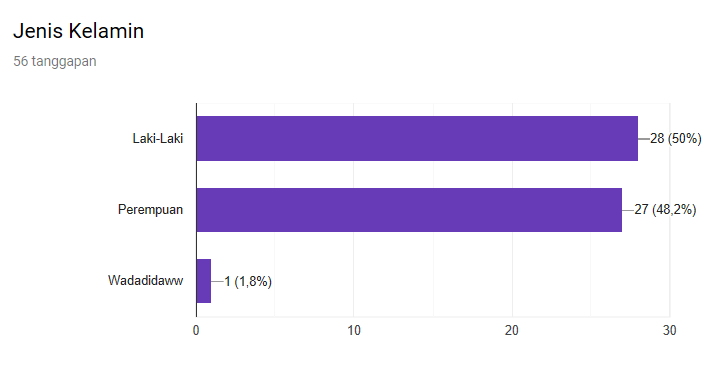 Jenis Kelamin
56 tanggapan
Laki-Laki 28 (50%)
Perempuan 27 (48,2%)
Wadadidaww 1 (1,8%)
0 10 20 30